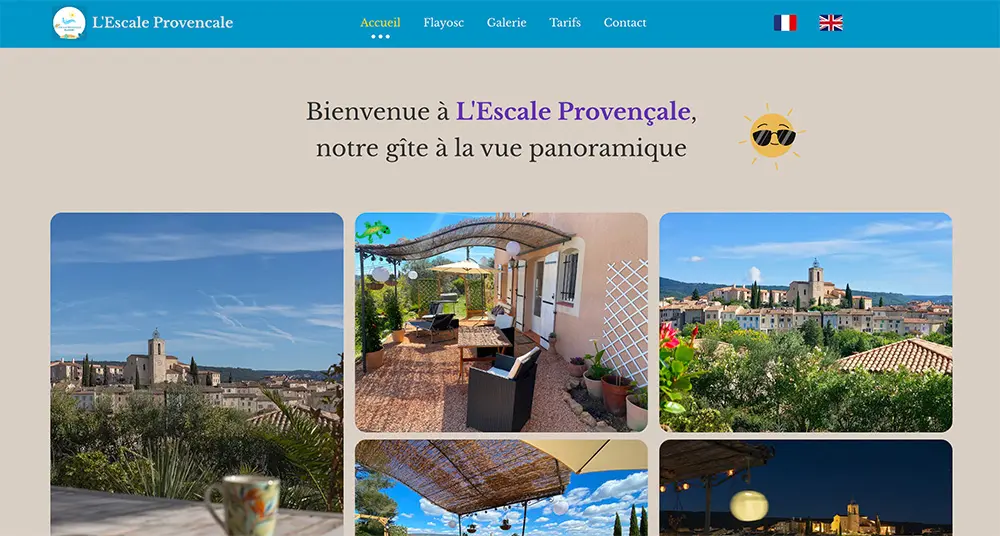 L'Escale Provencale
Accueil Flayosc Galerie Tarifs Contact
Bienvenue à L'Escale Provençale,
notre gîte à la vue panoramique